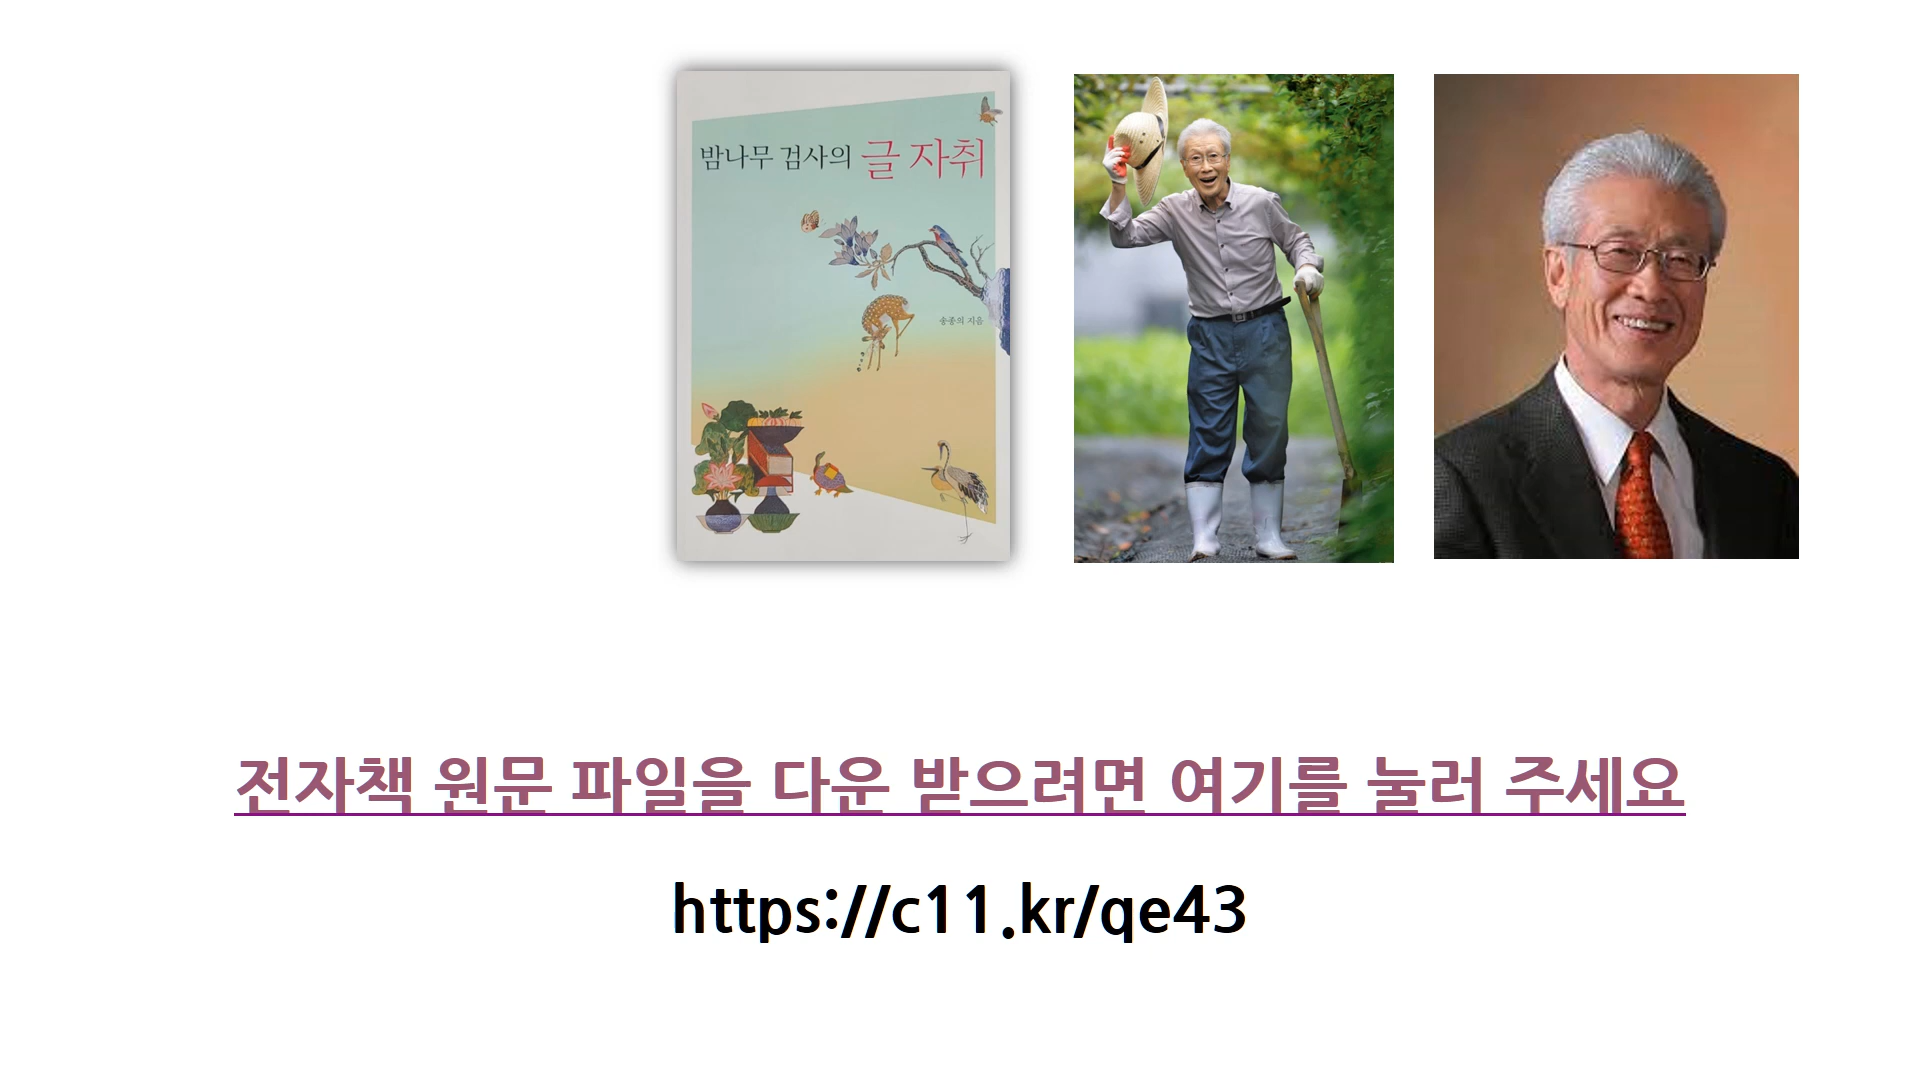 밤나무 검사의 글 자취
송종의 지음
전자책 원문 파일을 다운 받으려면 여기를 눌러 주세요
https://c11.kr/qe43